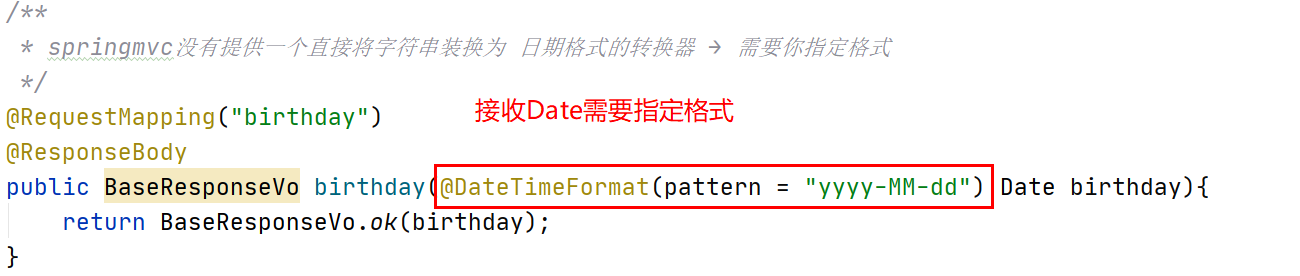 /**
 * springmvc没有提供一个直接将字符串装换为 日期格式的转换器 → 需要你指定格式
 */
@RequestMapping("birthday")
接收Date需要指定格式
@ResponseBody
public BaseResponseVo birthday(@DateTimeFormat(pattern = "yyyy-MM-dd") Date birthday){
    return BaseResponseVo.ok(birthday);
}